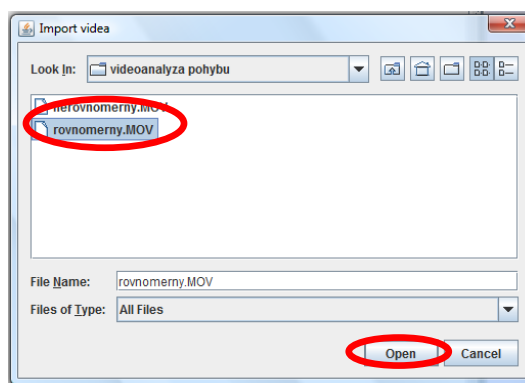 Import videa
Look In: videoanalyza pohybu
nerovnomerny.MOV
rovnomerny.MOV
File Name: rovnomerny.MOV
Files of Type: All Files
Open Cancel